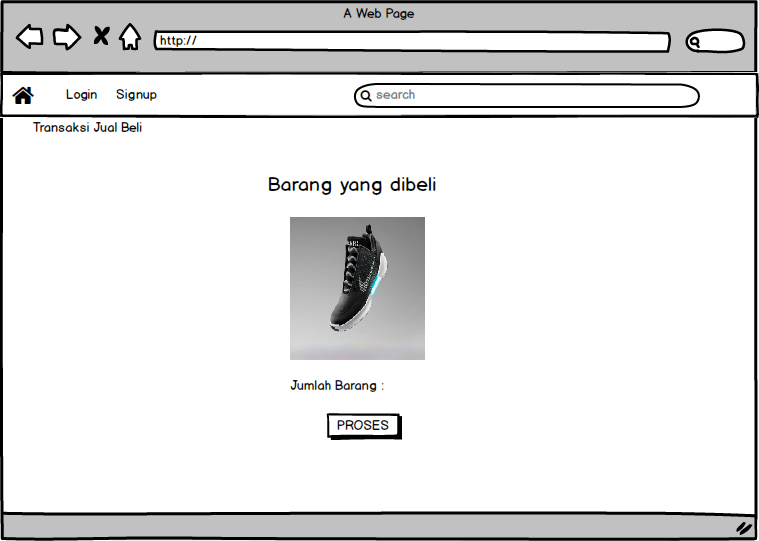 A Web Page
http://
Login Signup search
Transaksi Jual Beli
Barang yang dibeli
Jumlah Barang :
PROSES